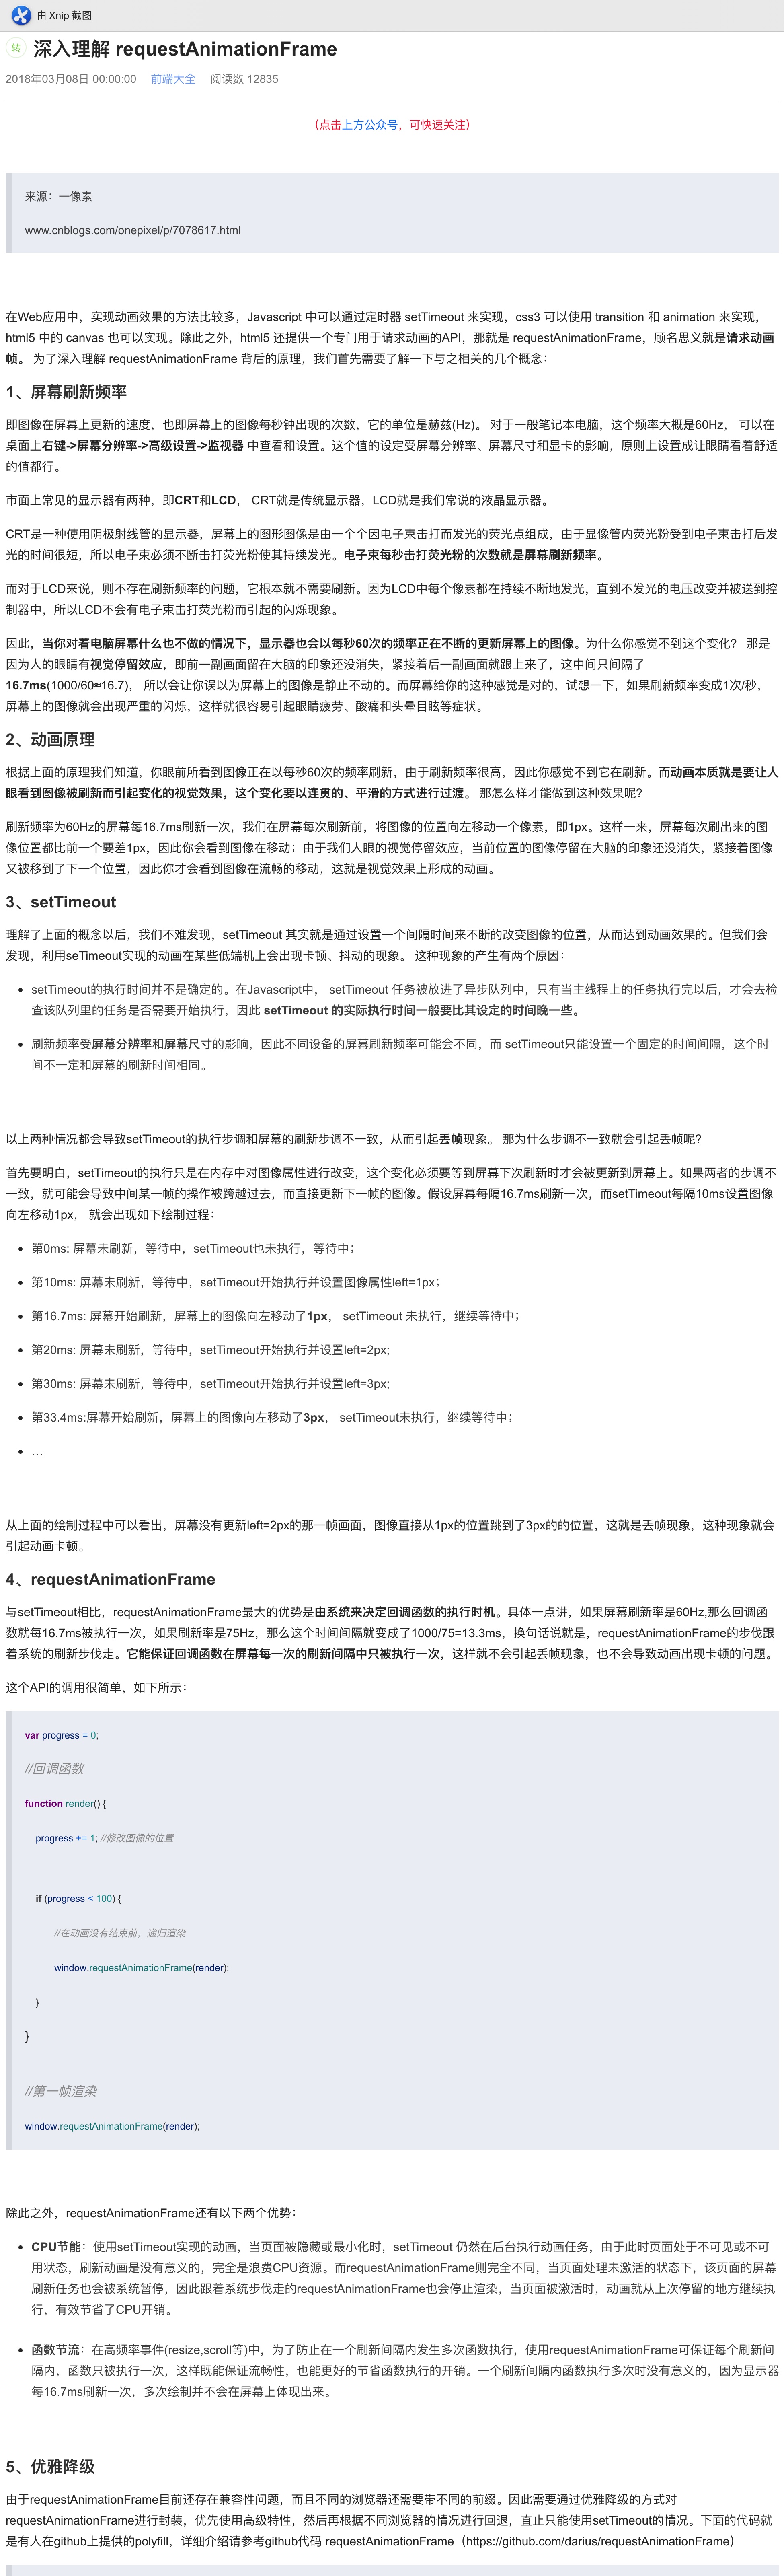 由 Xnip 截图
转 深入理解 requestAnimationFrame
2018年03月08日 00:00:00 前端大全 阅读数 12835
（点击上方公众号，可快速关注）
来源：一像素
www.cnblogs.com/onepixel/p/7078617.html
在Web应用中，实现动画效果的方法比较多，Javascript 中可以通过定时器 setTimeout 来实现，css3 可以使用 transition 和 animation 来实现，
html5 中的 canvas 也可以实现。除此之外，html5 还提供一个专门用于请求动画的API，那就是 requestAnimationFrame，顾名思义就是请求动画
帧。 为了深入理解 requestAnimationFrame 背后的原理，我们首先需要了解一下与之相关的几个概念：
1、屏幕刷新频率
即图像在屏幕上更新的速度，也即屏幕上的图像每秒钟出现的次数，它的单位是赫兹(Hz)。 对于一般笔记本电脑，这个频率大概是60Hz， 可以在
桌面上右键->屏幕分辨率->高级设置->监视器 中查看和设置。这个值的设定受屏幕分辨率、屏幕尺寸和显卡的影响，原则上设置成让眼睛看着舒适
的值都行。
市面上常见的显示器有两种，即CRT和LCD， CRT就是传统显示器，LCD就是我们常说的液晶显示器。
CRT是一种使用阴极射线管的显示器，屏幕上的图形图像是由一个个因电子束击打而发光的荧光点组成，由于显像管内荧光粉受到电子束击打后发
光的时间很短，所以电子束必须不断击打荧光粉使其持续发光。电子束每秒击打荧光粉的次数就是屏幕刷新频率。
而对于LCD来说，则不存在刷新频率的问题，它根本就不需要刷新。因为LCD中每个像素都在持续不断地发光，直到不发光的电压改变并被送到控
制器中，所以LCD不会有电子束击打荧光粉而引起的闪烁现象。
因此，当你对着电脑屏幕什么也不做的情况下，显示器也会以每秒60次的频率正在不断的更新屏幕上的图像。为什么你感觉不到这个变化？ 那是
因为人的眼睛有视觉停留效应，即前一副画面留在大脑的印象还没消失，紧接着后一副画面就跟上来了，这中间只间隔了
16.7ms(1000/60≈16.7)， 所以会让你误以为屏幕上的图像是静止不动的。而屏幕给你的这种感觉是对的，试想一下，如果刷新频率变成1次/秒，
屏幕上的图像就会出现严重的闪烁，这样就很容易引起眼睛疲劳、酸痛和头晕目眩等症状。
2、动画原理
根据上面的原理我们知道，你眼前所看到图像正在以每秒60次的频率刷新，由于刷新频率很高，因此你感觉不到它在刷新。而动画本质就是要让人
眼看到图像被刷新而引起变化的视觉效果，这个变化要以连贯的、平滑的方式进行过渡。 那怎么样才能做到这种效果呢？
刷新频率为60Hz的屏幕每16.7ms刷新一次，我们在屏幕每次刷新前，将图像的位置向左移动一个像素，即1px。这样一来，屏幕每次刷出来的图
像位置都比前一个要差1px，因此你会看到图像在移动；由于我们人眼的视觉停留效应，当前位置的图像停留在大脑的印象还没消失，紧接着图像
又被移到了下一个位置，因此你才会看到图像在流畅的移动，这就是视觉效果上形成的动画。
3、setTimeout
理解了上面的概念以后，我们不难发现，setTimeout 其实就是通过设置一个间隔时间来不断的改变图像的位置，从而达到动画效果的。但我们会
发现，利用seTimeout实现的动画在某些低端机上会出现卡顿、抖动的现象。 这种现象的产生有两个原因：
• setTimeout的执行时间并不是确定的。在Javascript中， setTimeout 任务被放进了异步队列中，只有当主线程上的任务执行完以后，才会去检
查该队列里的任务是否需要开始执行，因此 setTimeout 的实际执行时间一般要比其设定的时间晚一些。
• 刷新频率受屏幕分辨率和屏幕尺寸的影响，因此不同设备的屏幕刷新频率可能会不同，而 setTimeout只能设置一个固定的时间间隔，这个时
间不一定和屏幕的刷新时间相同。
以上两种情况都会导致setTimeout的执行步调和屏幕的刷新步调不一致，从而引起丢帧现象。 那为什么步调不一致就会引起丢帧呢？
首先要明白，setTimeout的执行只是在内存中对图像属性进行改变，这个变化必须要等到屏幕下次刷新时才会被更新到屏幕上。如果两者的步调不
一致，就可能会导致中间某一帧的操作被跨越过去，而直接更新下一帧的图像。假设屏幕每隔16.7ms刷新一次，而setTimeout每隔10ms设置图像
向左移动1px， 就会出现如下绘制过程：
• 第0ms: 屏幕未刷新，等待中，setTimeout也未执行，等待中；
• 第10ms: 屏幕未刷新，等待中，setTimeout开始执行并设置图像属性left=1px；
• 第16.7ms: 屏幕开始刷新，屏幕上的图像向左移动了1px， setTimeout 未执行，继续等待中；
• 第20ms: 屏幕未刷新，等待中，setTimeout开始执行并设置left=2px;
• 第30ms: 屏幕未刷新，等待中，setTimeout开始执行并设置left=3px;
• 第33.4ms:屏幕开始刷新，屏幕上的图像向左移动了3px， setTimeout未执行，继续等待中；
• …
从上面的绘制过程中可以看出，屏幕没有更新left=2px的那一帧画面，图像直接从1px的位置跳到了3px的的位置，这就是丢帧现象，这种现象就会
引起动画卡顿。
4、requestAnimationFrame
与setTimeout相比，requestAnimationFrame最大的优势是由系统来决定回调函数的执行时机。具体一点讲，如果屏幕刷新率是60Hz,那么回调函
数就每16.7ms被执行一次，如果刷新率是75Hz，那么这个时间间隔就变成了1000/75=13.3ms，换句话说就是，requestAnimationFrame的步伐跟
着系统的刷新步伐走。它能保证回调函数在屏幕每一次的刷新间隔中只被执行一次，这样就不会引起丢帧现象，也不会导致动画出现卡顿的问题。
这个API的调用很简单，如下所示：
var progress = 0;
//回调函数
function render() {
progress += 1; //修改图像的位置
if (progress < 100) {
//在动画没有结束前，递归渲染
window.requestAnimationFrame(render);
}
}
//第一帧渲染
window.requestAnimationFrame(render);
除此之外，requestAnimationFrame还有以下两个优势：
• CPU节能：使用setTimeout实现的动画，当页面被隐藏或最小化时，setTimeout 仍然在后台执行动画任务，由于此时页面处于不可见或不可
用状态，刷新动画是没有意义的，完全是浪费CPU资源。而requestAnimationFrame则完全不同，当页面处理未激活的状态下，该页面的屏幕
刷新任务也会被系统暂停，因此跟着系统步伐走的requestAnimationFrame也会停止渲染，当页面被激活时，动画就从上次停留的地方继续执
行，有效节省了CPU开销。
• 函数节流：在高频率事件(resize,scroll等)中，为了防止在一个刷新间隔内发生多次函数执行，使用requestAnimationFrame可保证每个刷新间
隔内，函数只被执行一次，这样既能保证流畅性，也能更好的节省函数执行的开销。一个刷新间隔内函数执行多次时没有意义的，因为显示器
每16.7ms刷新一次，多次绘制并不会在屏幕上体现出来。
5、优雅降级
由于requestAnimationFrame目前还存在兼容性问题，而且不同的浏览器还需要带不同的前缀。因此需要通过优雅降级的方式对
requestAnimationFrame进行封装，优先使用高级特性，然后再根据不同浏览器的情况进行回退，直止只能使用setTimeout的情况。下面的代码就
是有人在github上提供的polyfill，详细介绍请参考github代码 requestAnimationFrame（https://github.com/darius/requestAnimationFrame）